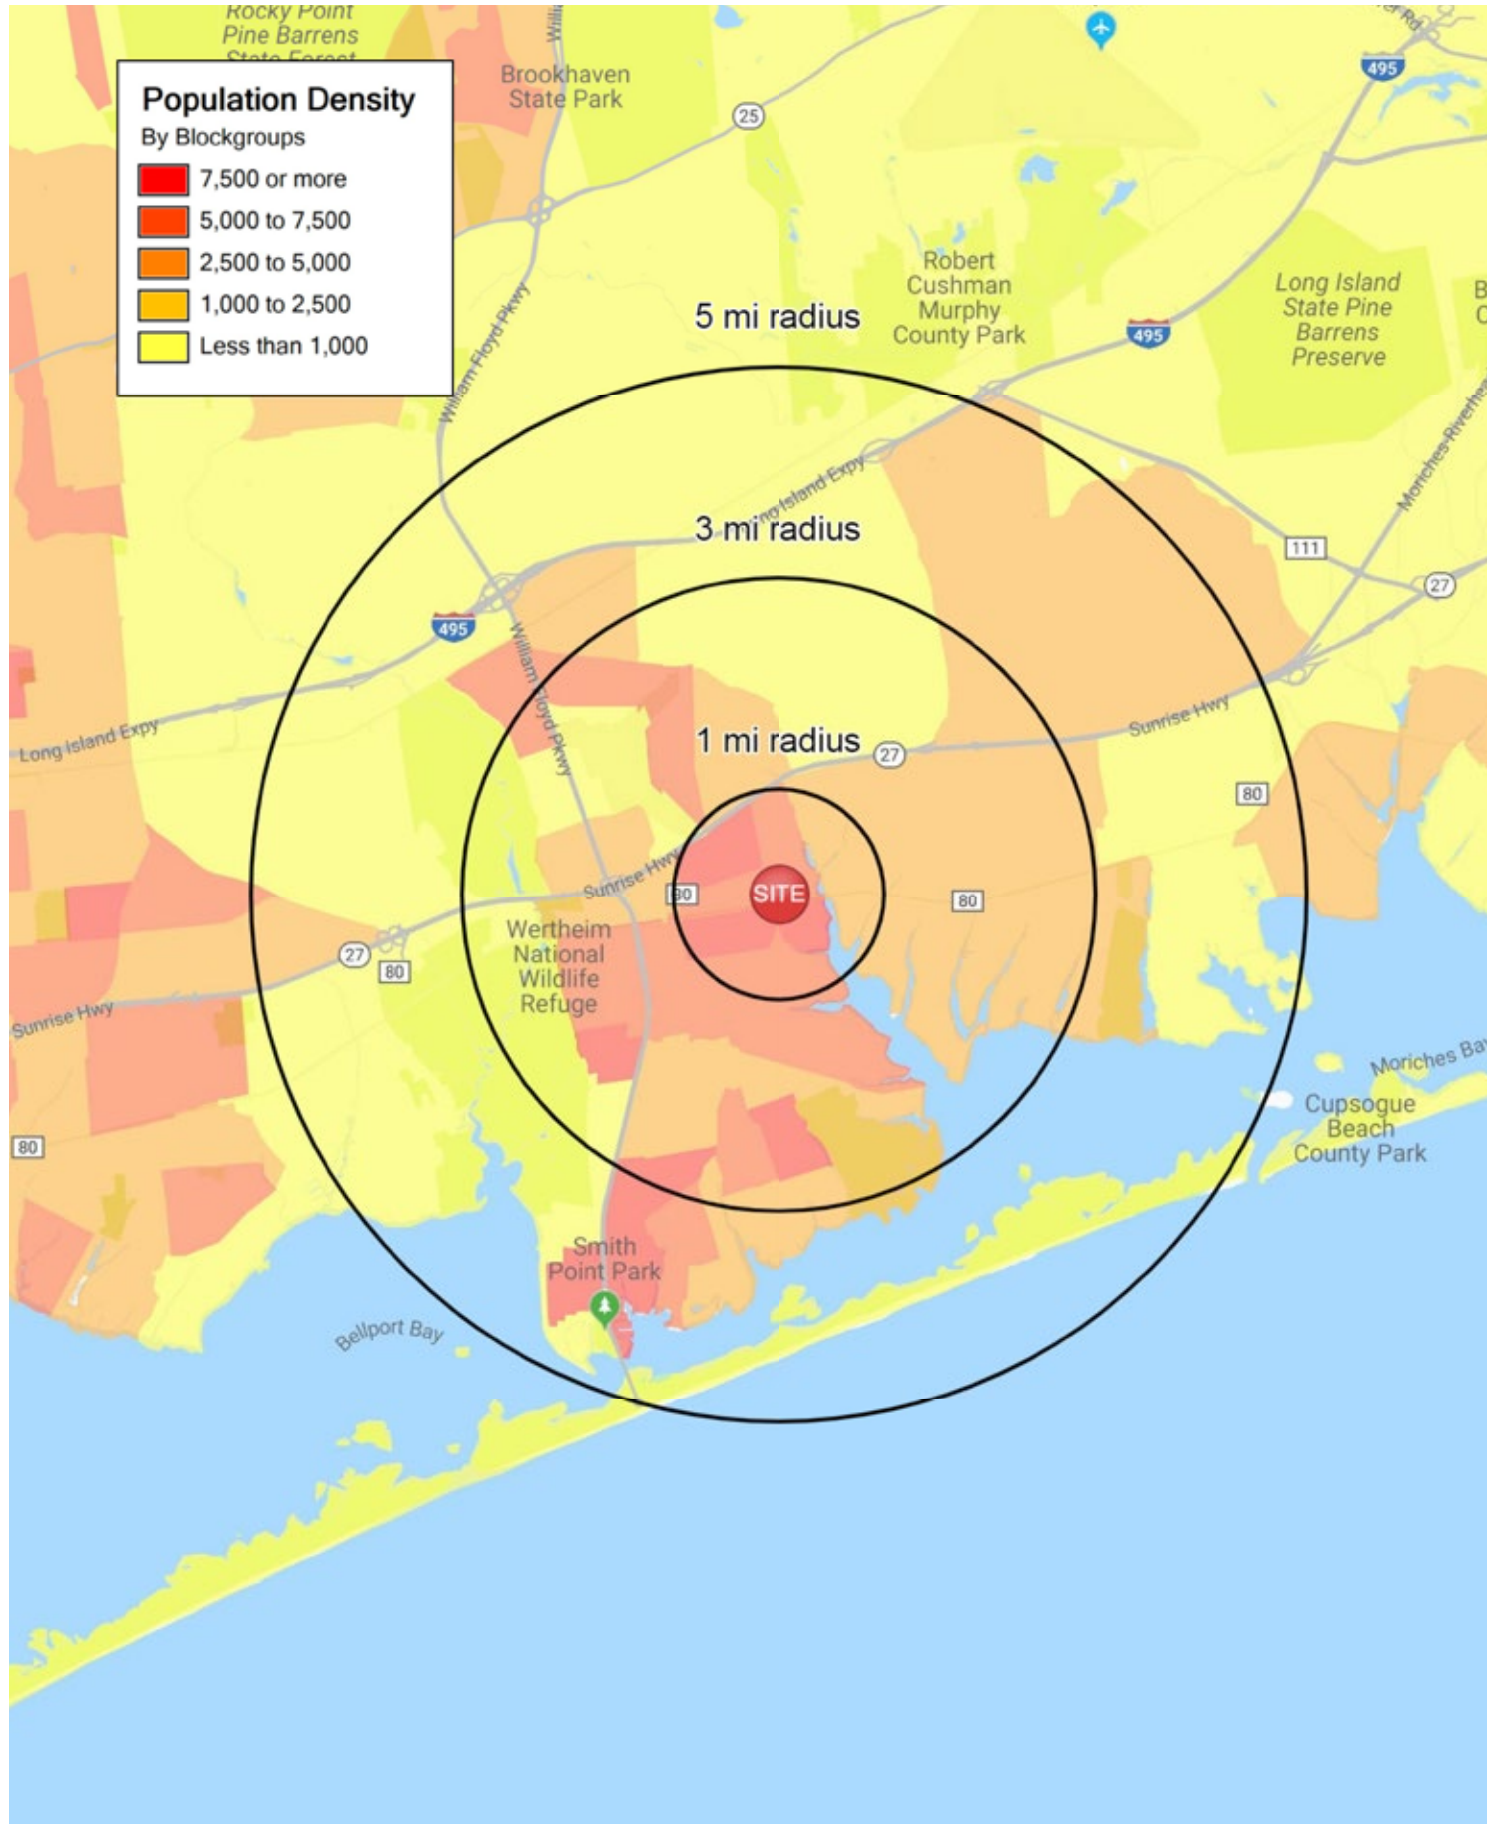 Rocky Point
Pine Barrens
State Forest
Brookhaven
State Park
25
495
Population Density
By Blockgroups
7,500 or more
5,000 to 7,500
2,500 to 5,000
1,000 to 2,500
Less than 1,000
Robert
Cushman
Murphy
County Park
Long Island
State Pine
Barrens
Preserve
5 mi radius
495
William Floyd Pkwy
Long Island Expy
3 mi radius
111
27
495
William Floyd Pkwy
Long Island Expy
Sunrise Hwy
1 mi radius
27
80
Sunrise Hwy
80
SITE
80
Wertheim
National
Wildlife
Refuge
27
80
Sunrise Hwy
80
Cupsogue
Beach
County Park
Smith
Point Park
Bellport Bay